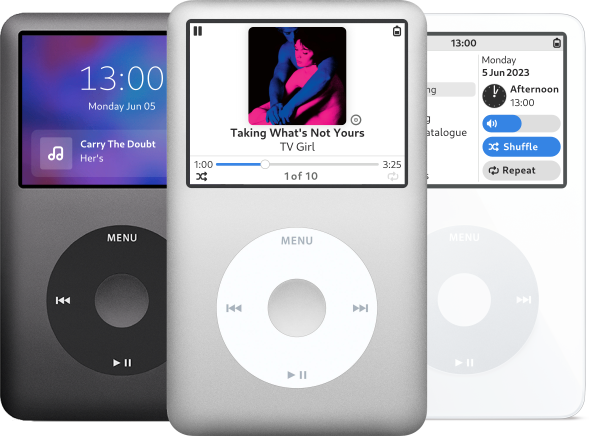 13:00
Monday Jun 05
Carry The Doubt
Her's
MENU
Taking What's Not Yours
TV Girl
1:00
3:25
1 of 10
MENU
13:00
Monday
5 Jun 2023
Afternoon
13:00
ng
g
atalogue
s
Shuffle
Repeat
MENU